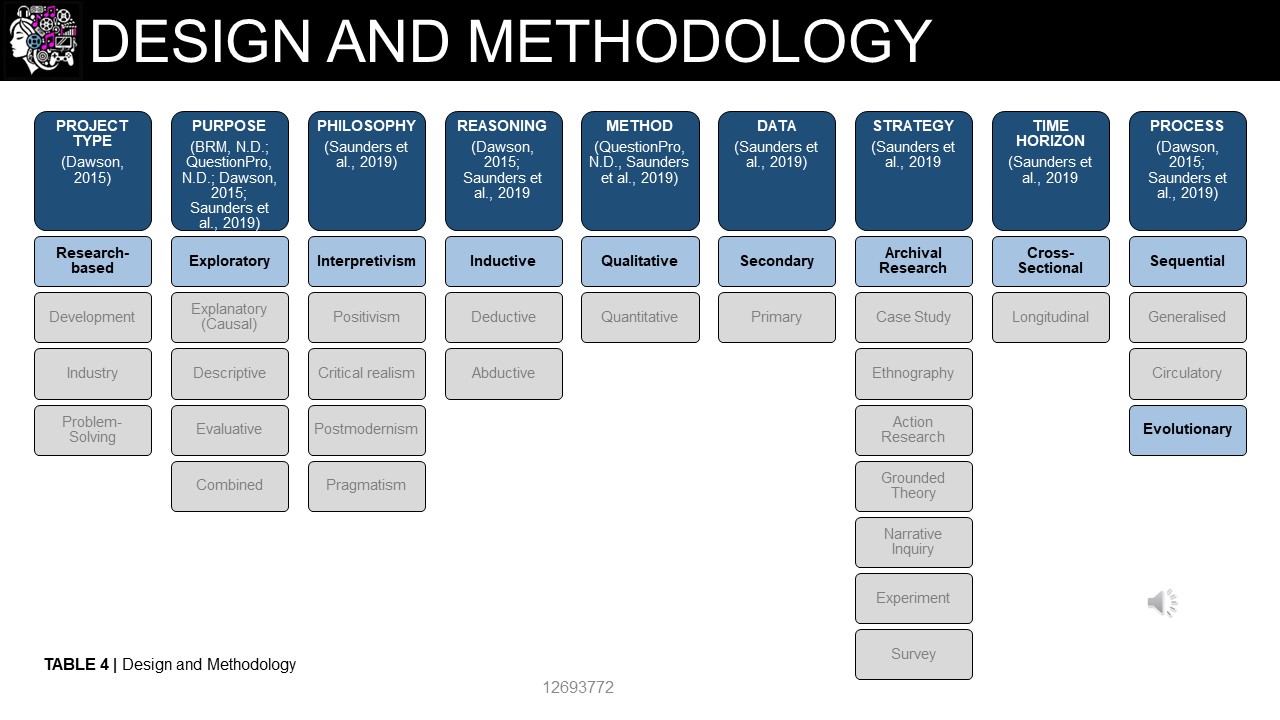 DESIGN AND METHODOLOGY
PROJECT
TYPE
(Dawson,
2015)
Research-
based
Development
Industry
Problem-
Solving
PURPOSE
(BRM, N.D.;
QuestionPro,
N.D.; Dawson,
2015;
Saunders et
al., 2019)
Exploratory
Explanatory
(Causal)
Descriptive
Evaluative
Combined
PHILOSOPHY
(Saunders et
al., 2019)
Interpretivism
Positivism
Critical realism
Postmodernism
Pragmatism
REASONING
(Dawson,
2015;
Saunders et
al., 2019
Inductive
Deductive
Abductive
METHOD
(QuestionPro,
N.D., Saunders
et al., 2019)
Qualitative
Quantitative
DATA
(Saunders et
al., 2019)
Secondary
Primary
STRATEGY
(Saunders et
al., 2019
Archival
Research
Case Study
Ethnography
Action
Research
Grounded
Theory
Narrative
Inquiry
Experiment
Survey
TIME
HORIZON
(Saunders et
al., 2019
Cross-
Sectional
Longitudinal
PROCESS
(Dawson,
2015;
Saunders et
al., 2019)
Sequential
Generalised
Circulatory
Evolutionary
TABLE 4 | Design and Methodology
12693772